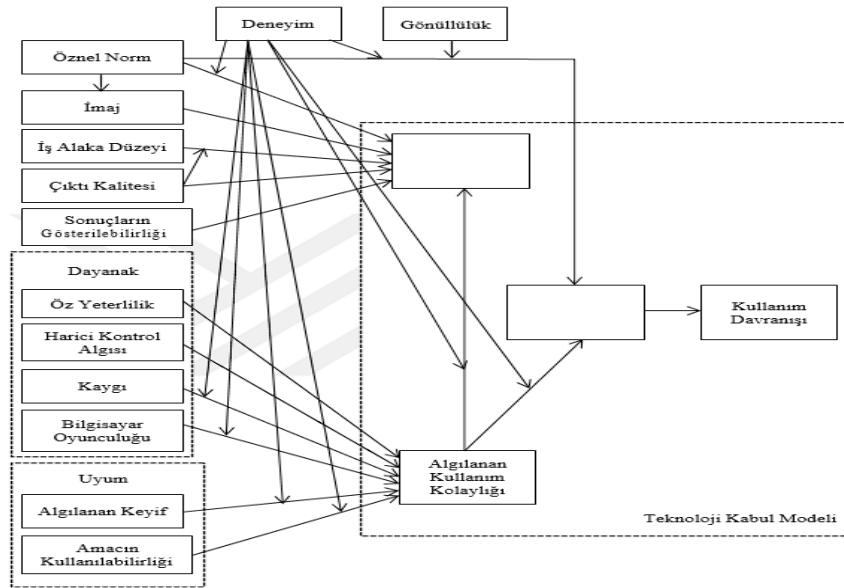 Deneyim
Gönüllülük
Öznel Norm
İmaj
İş Alaka Düzeyi
Çıktı Kalitesi
Sonuçların
Gösterilebilirliği
Dayanak
Öz Yeterlilik
Harici Kontrol
Algısı
Kaygı
Bilgisayar
Oyunculuğu
Uyum
Algılanan Keyif
Amacın
Kullanılabilirliği
Algılanan
Kullanım
Kolaylığı
Kullanım
Davranışı
Teknoloji Kabul Modeli